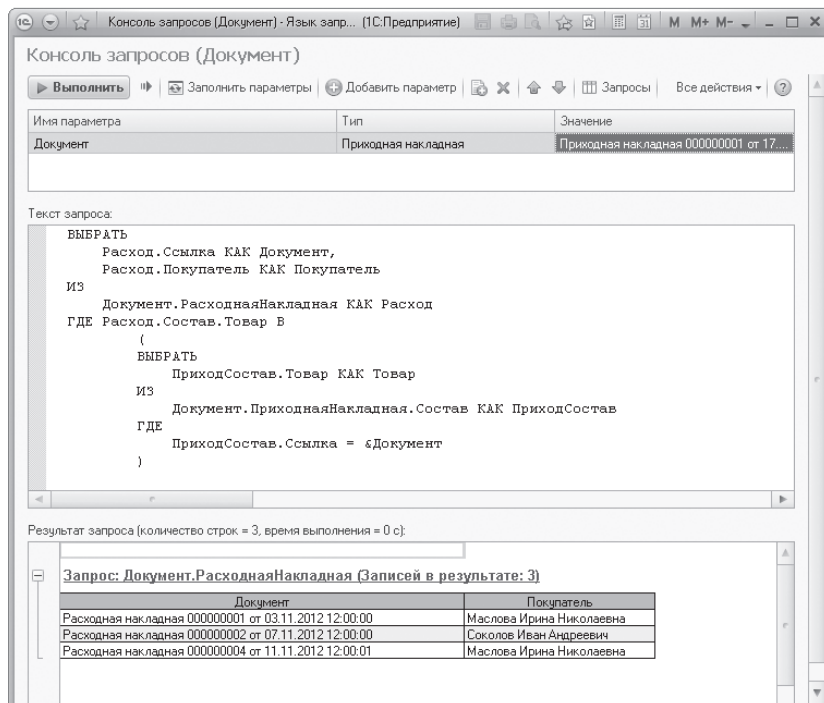 Консоль запросов (Документ) - Язык запр... (1С:Предприятие) M M+ M-
Консоль запросов (Документ)
Выполнить Заполнить параметры Добавить параметр Запросы Все действия
Имя параметра Тип Значение
Документ Приходная накладная Приходная накладная 000000001 от 17....
Текст запроса:
ВЫБРАТЬ
Расход.Ссылка КАК Документ,
Расход.Покупатель КАК Покупатель
ИЗ
Документ.РасходнаяНакладная КАК Расход
ГДЕ Расход.Состав.Товар В
(
ВЫБРАТЬ
ПриходСостав.Товар КАК Товар
ИЗ
Документ.ПриходнаяНакладная.Состав КАК ПриходСостав
ГДЕ
ПриходСостав.Ссылка = &Документ
)
Результат запроса (количество строк = 3, время выполнения = 0 с):
Запрос: Документ.РасходнаяНакладная (Записей в результате: 3)
Документ Покупатель
Расходная накладная 000000001 от 03.11.2012 12:00:00 Маслова Ирина Николаевна
Расходная накладная 000000002 от 07.11.2012 12:00:00 Соколов Иван Андреевич
Расходная накладная 000000004 от 11.11.2012 12:00:01 Маслова Ирина Николаевна